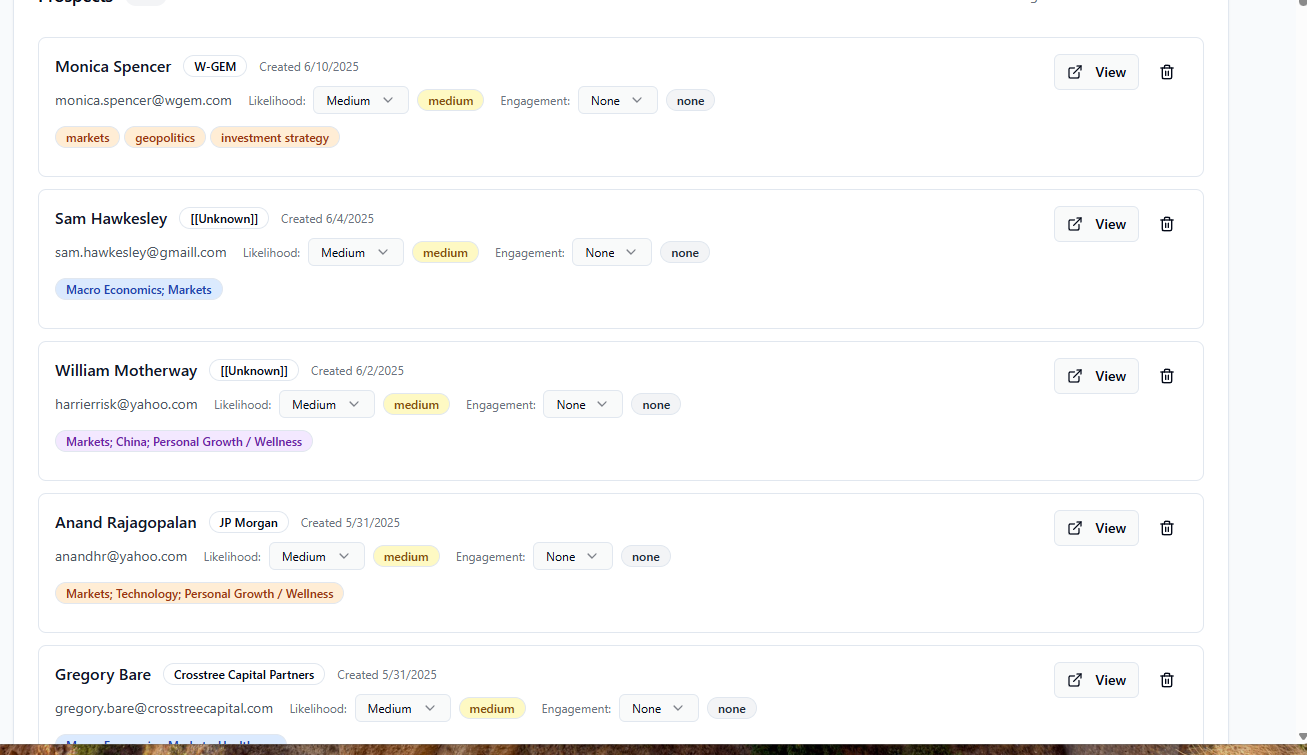 Prospects
Monica Spencer W-GEM Created 6/10/2025 View
monica.spencer@wgem.com Likelihood: Medium medium Engagement: None none
markets geopolitics investment strategy
Sam Hawkesley [[Unknown]] Created 6/4/2025 View
sam.hawkesley@gmaill.com Likelihood: Medium medium Engagement: None none
Macro Economics; Markets
William Motherway [[Unknown]] Created 6/2/2025 View
harrierrisk@yahoo.com Likelihood: Medium medium Engagement: None none
Markets; China; Personal Growth / Wellness
Anand Rajagopalan JP Morgan Created 5/31/2025 View
anandhr@yahoo.com Likelihood: Medium medium Engagement: None none
Markets; Technology; Personal Growth / Wellness
Gregory Bare Crosstree Capital Partners Created 5/31/2025 View
gregory.bare@crosstreecapital.com Likelihood: Medium medium Engagement: None none